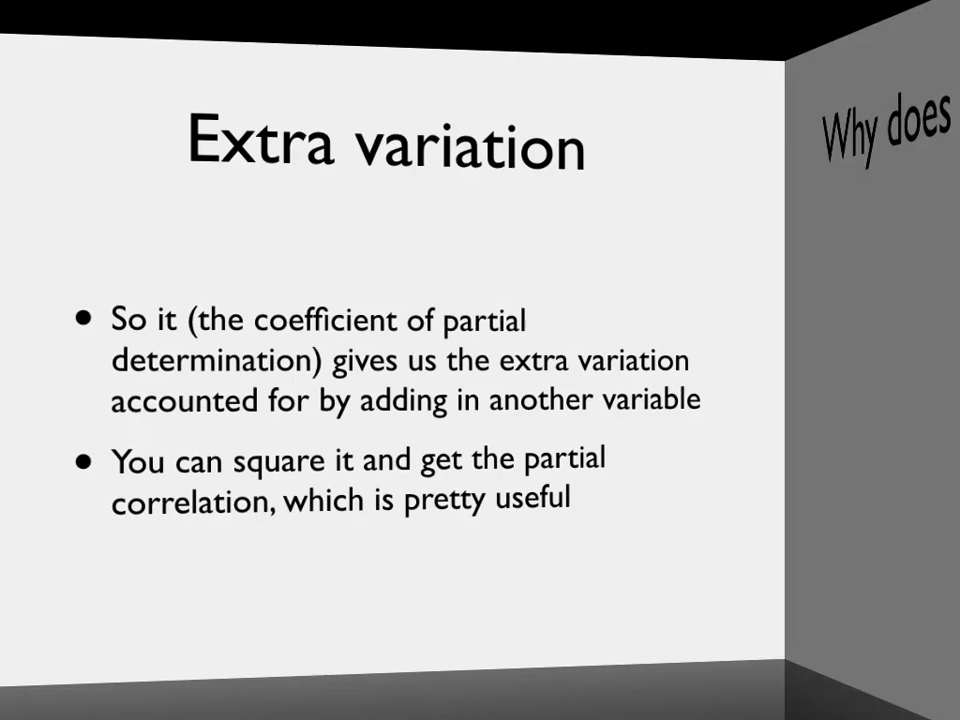 Extra variation
Why does
• So it (the coefficient of partial
determination) gives us the extra variation
accounted for by adding in another variable
• You can square it and get the partial
correlation, which is pretty useful